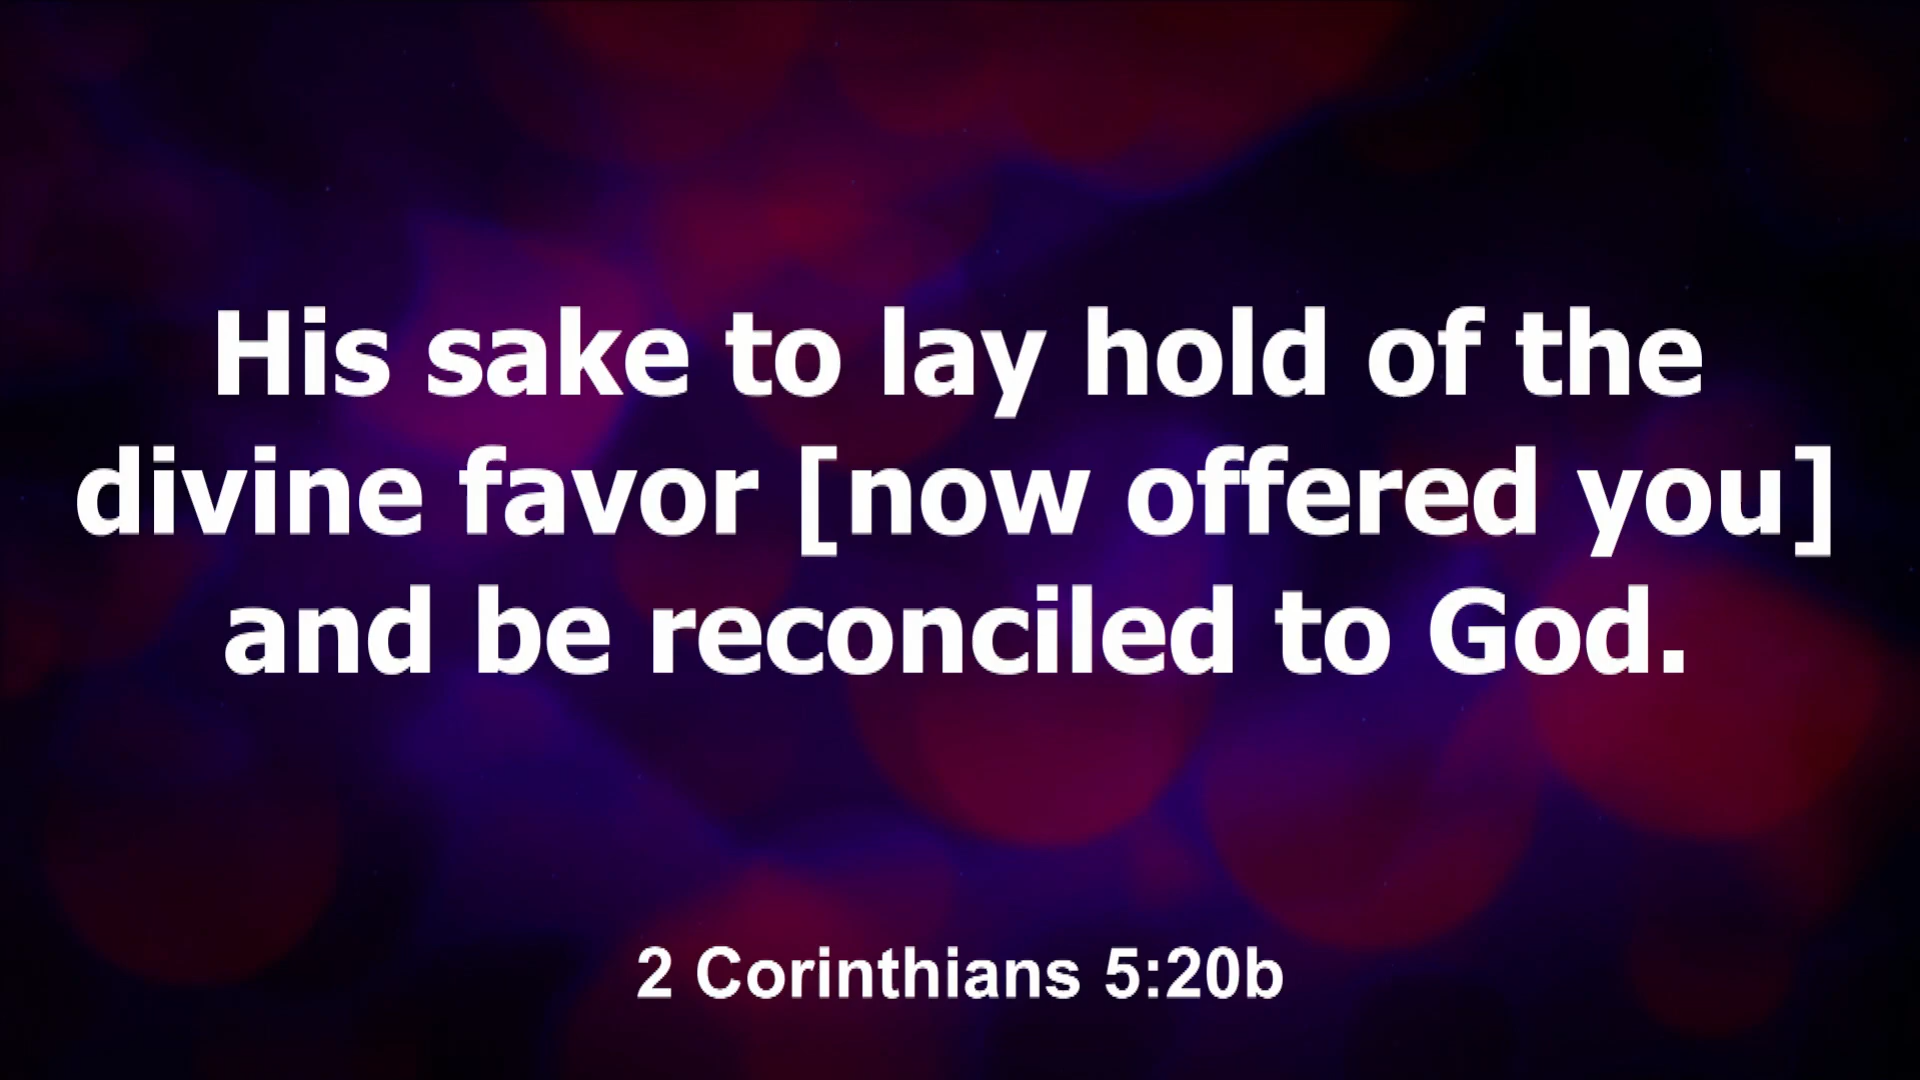 His sake to lay hold of the
divine favor [now offered you]
and be reconciled to God.
2 Corinthians 5:20b